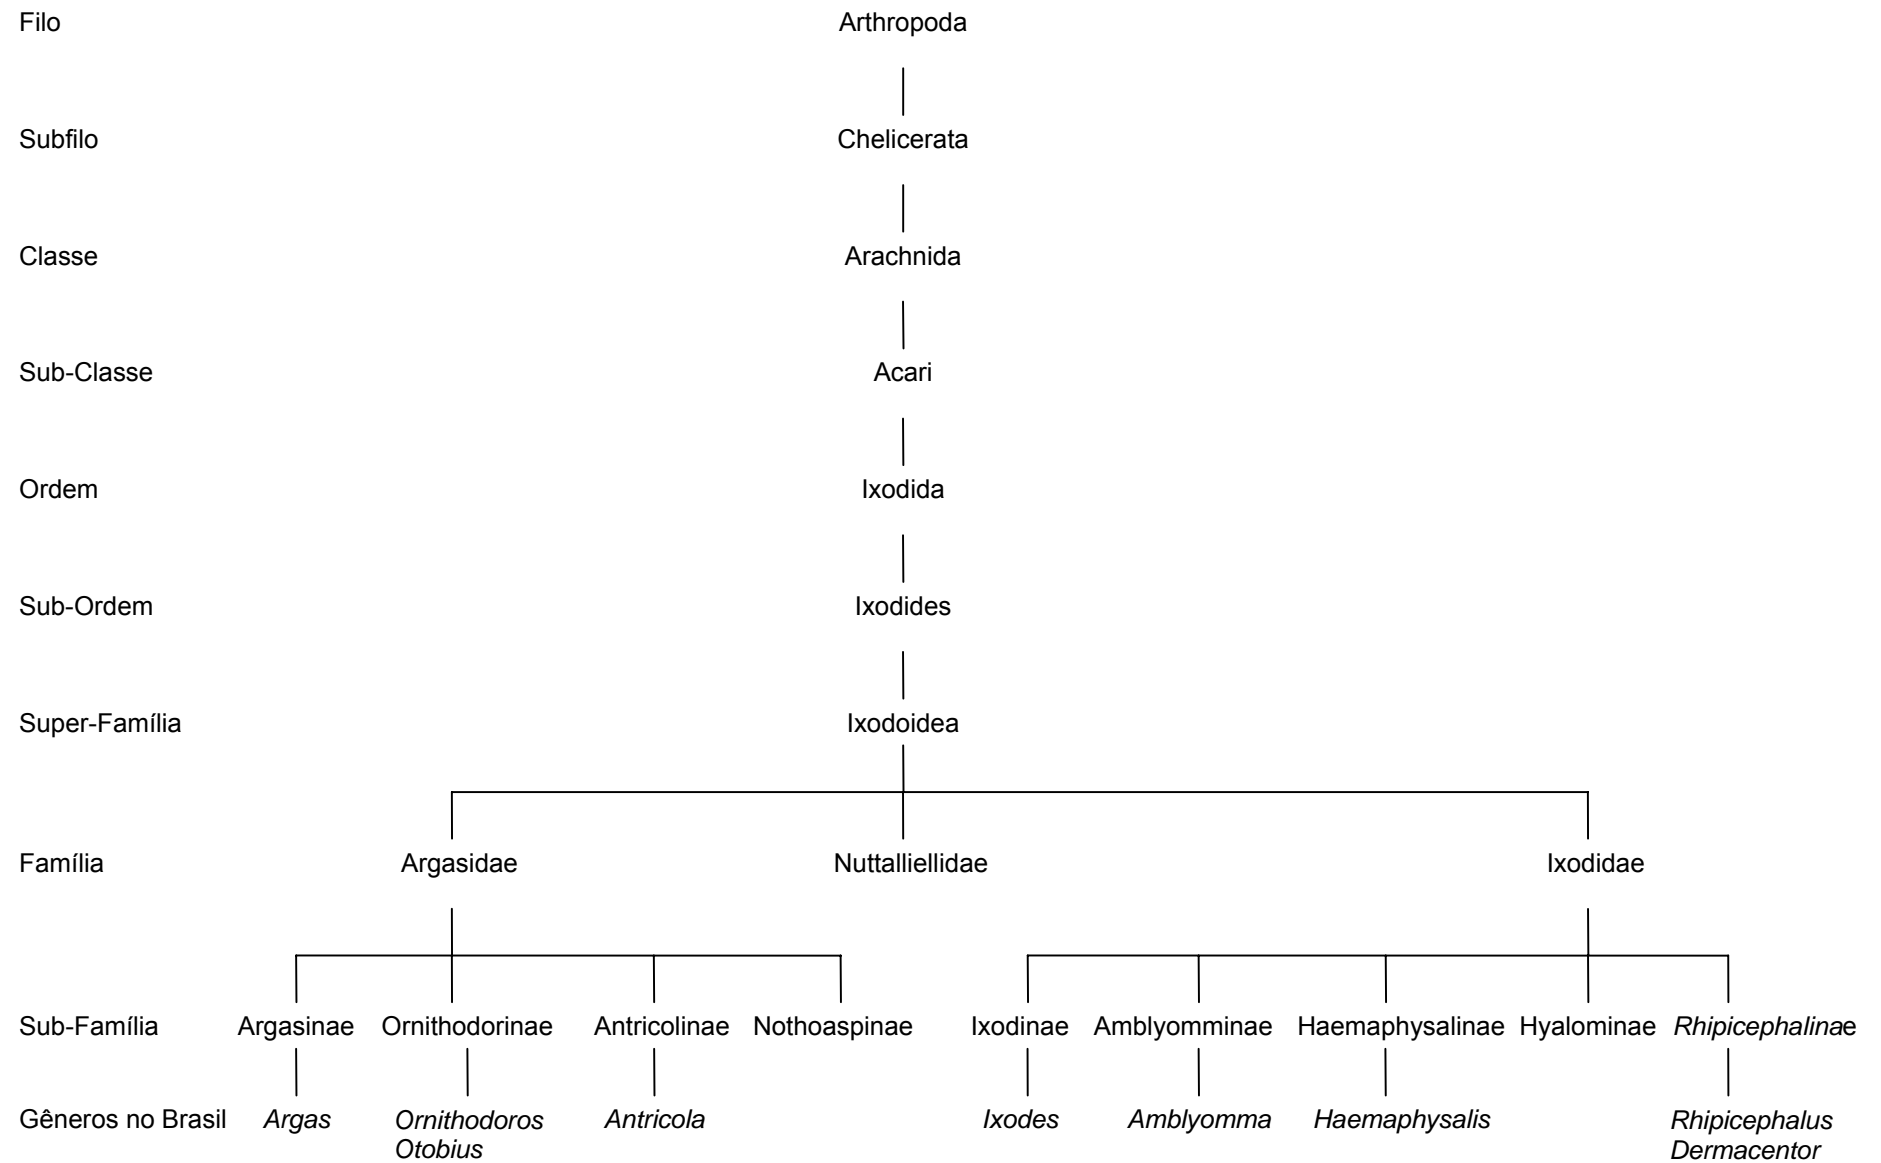 Filo Arthropoda
Subfilo Chelicerata
Classe Arachnida
Sub-Classe Acari
Ordem Ixodida
Sub-Ordem Ixodides
Super-Família Ixodoidea
Família Argasidae Nuttalliellidae Ixodidae
Sub-Família Argasinae Ornithodorinae Antricolinae Nothoaspinae Ixodinae Amblyomminae Haemaphysalinae Hyalominae Rhipicephalinae
Gêneros no Brasil Argas Ornithodoros Antricola Ixodes Amblyomma Haemaphysalis Rhipicephalus
Otobius Dermacentor